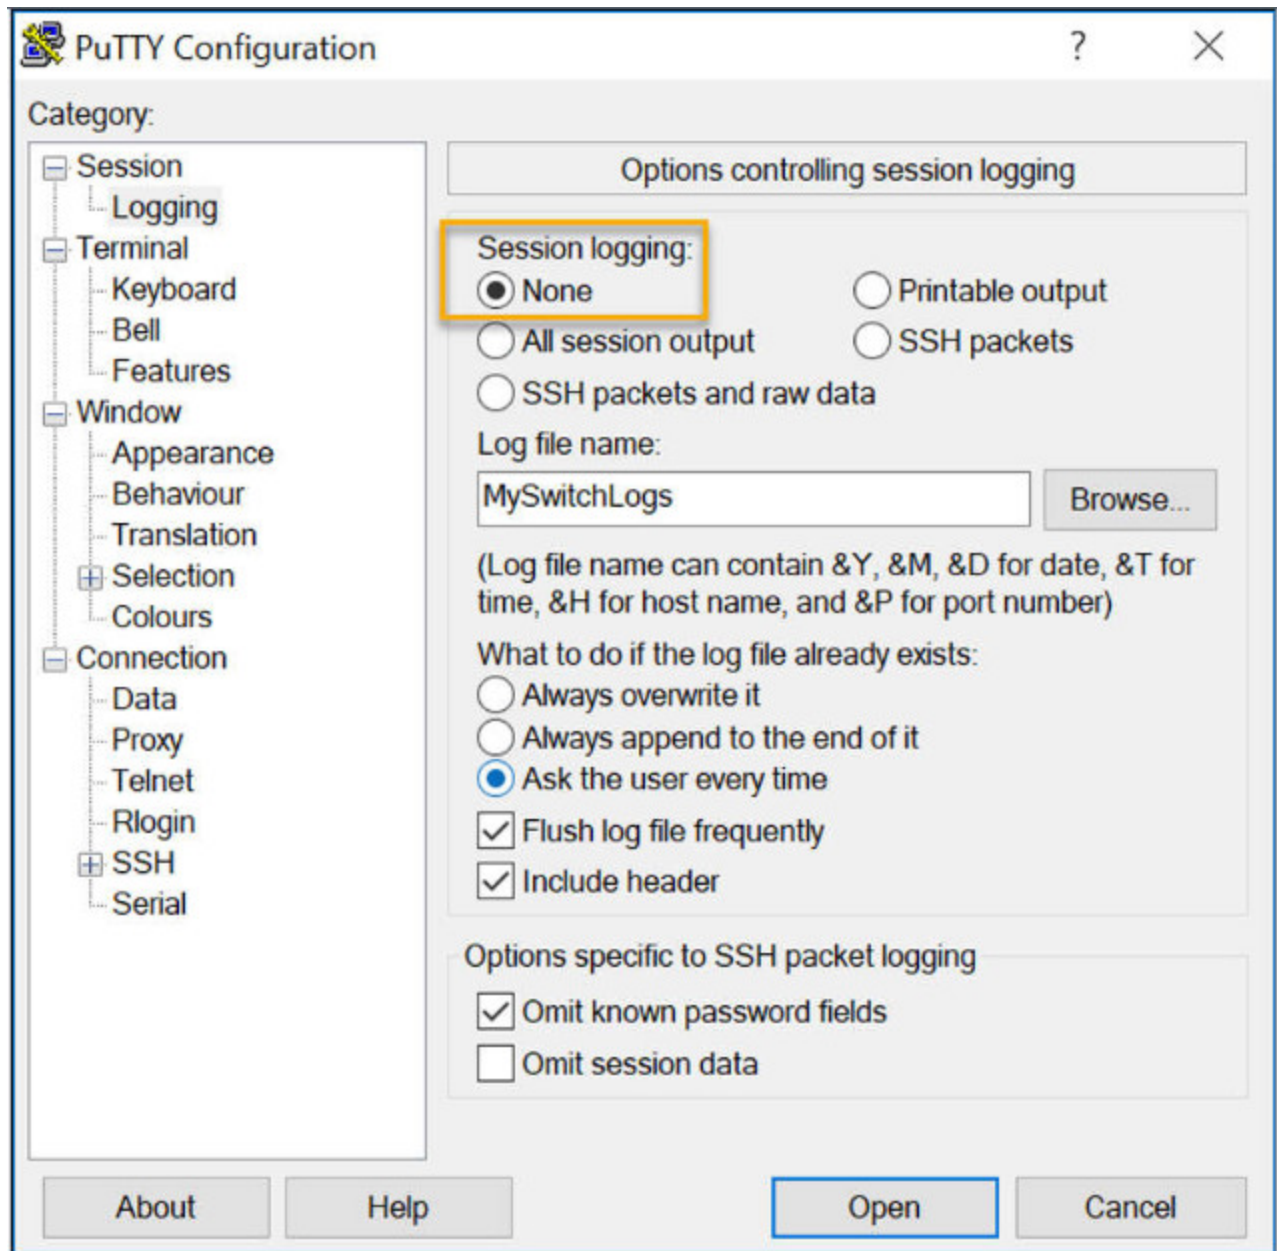 PuTTY Configuration
?
Category:
Session
Logging
Terminal
Keyboard
Bell
Features
Window
Appearance
Behaviour
Translation
Selection
Colours
Connection
Data
Proxy
Telnet
Rlogin
SSH
Serial
Options controlling session logging
Session logging:
None
Printable output
All session output
SSH packets
SSH packets and raw data
Log file name:
MySwitchLogs
Browse...
(Log file name can contain &Y, &M, &D for date, &T for
time, &H for host name, and &P for port number)
What to do if the log file already exists:
Always overwrite it
Always append to the end of it
Ask the user every time
Flush log file frequently
Include header
Options specific to SSH packet logging
Omit known password fields
Omit session data
About
Help
Open
Cancel